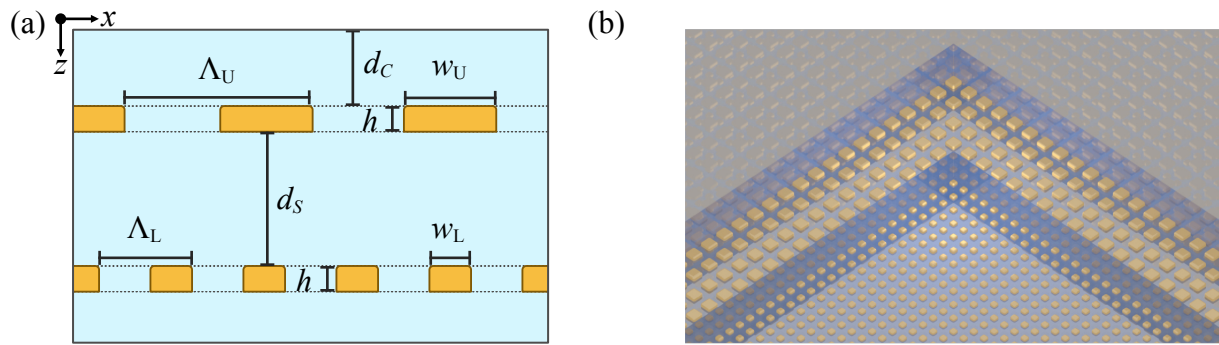 (a)
x
z
d_C
w_U
Λ_U
h
d_S
Λ_L
w_L
h
(b)